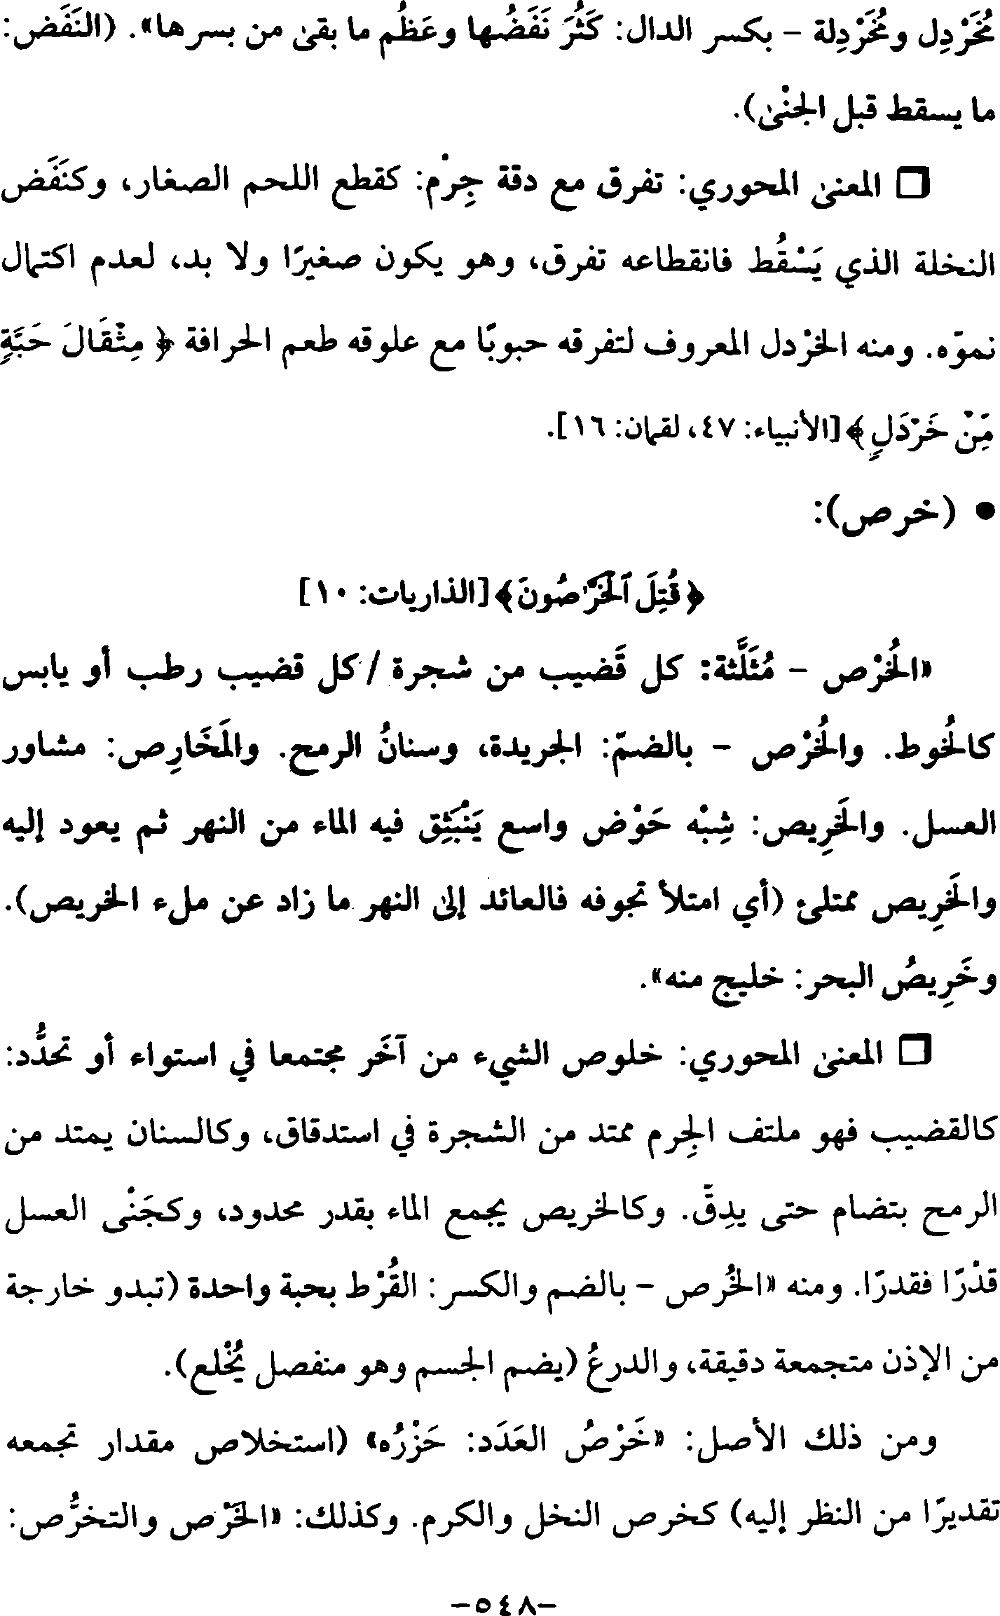 مُخَرْدِل ومُخَرْدِلة – بكسر الدال: كَثُرَ نَفَضُها وعَظُم ما بقىٰ من بسرها». (النَفَض:
ما يسقط قبل الجَنْىٰ).
❒ المعنىٰ المحوري: تفرق مع دقة جِرْم: كقطع اللحم الصغار، وكنَفَض
النخلة الذي يَسْقُط فانقطاعه تفرق، وهو يكون صغيرًا ولا بد، لعدم اكتمال
نموّه. ومنه الخَرْدل المعروف لتفرقه حبوبًا مع علوقه طعم الحرافة ﴿ مِثْقَالَ حَبَّةٍ
مِّنْ خَرْدَلٍ ﴾ [الأنبياء: ٤٧، لقمان: ١٦].
• (خرص):
﴿ قُتِلَ ٱلْخَرَّٰصُونَ ﴾ [الذاريات: ١٠]
«الخُرْص – مُثَلَّثة: كل قَضيب من شجرة / كل قضيب رطب أو يابس
كالخُوط. والخُرْص – بالضمّ: الجريدة، وسنانُ الرمح. والمَخَارِص: مشاور
العسل. والخَرِيص: شِبْه حَوْض واسع يَنْبَثِق فيه الماء من النهر ثم يعود إليه
والخَرِيص ممتلئ (أي امتلأ تجوفه فالعائد إلىٰ النهر ما زاد عن ملء الخريص).
وخَرِيصُ البحر: خليج منه».
❒ المعنىٰ المحوري: خلوص الشيء من آخَر مجتمعا في استواء أو تحدُّد:
كالقضيب فهو ملتف الجِرم ممتد من الشجرة في استدقاق، وكالسنان يمتد من
الرمح بتضام حتى يدِقّ. وكالخريص يجمع الماء بقدر محدود، وكجَنْى العسل
قدْرًا فقدرًا. ومنه «الخُرص – بالضم والكسر: القُرْط بحبة واحدة (تبدو خارجة
من الإذن متجمعة دقيقة، والدرعُ (يضم الجسم وهو منفصل يُخْلع).
ومن ذلك الأصل: «خَرْصُ العَدَد: حَزْرُه» (استخلاص مقدار تجمعه
تقديرًا من النظر إليه) كخرص النخل والكرم. وكذلك: «الخَرْص والتخرُّص:
-٥٤٨-